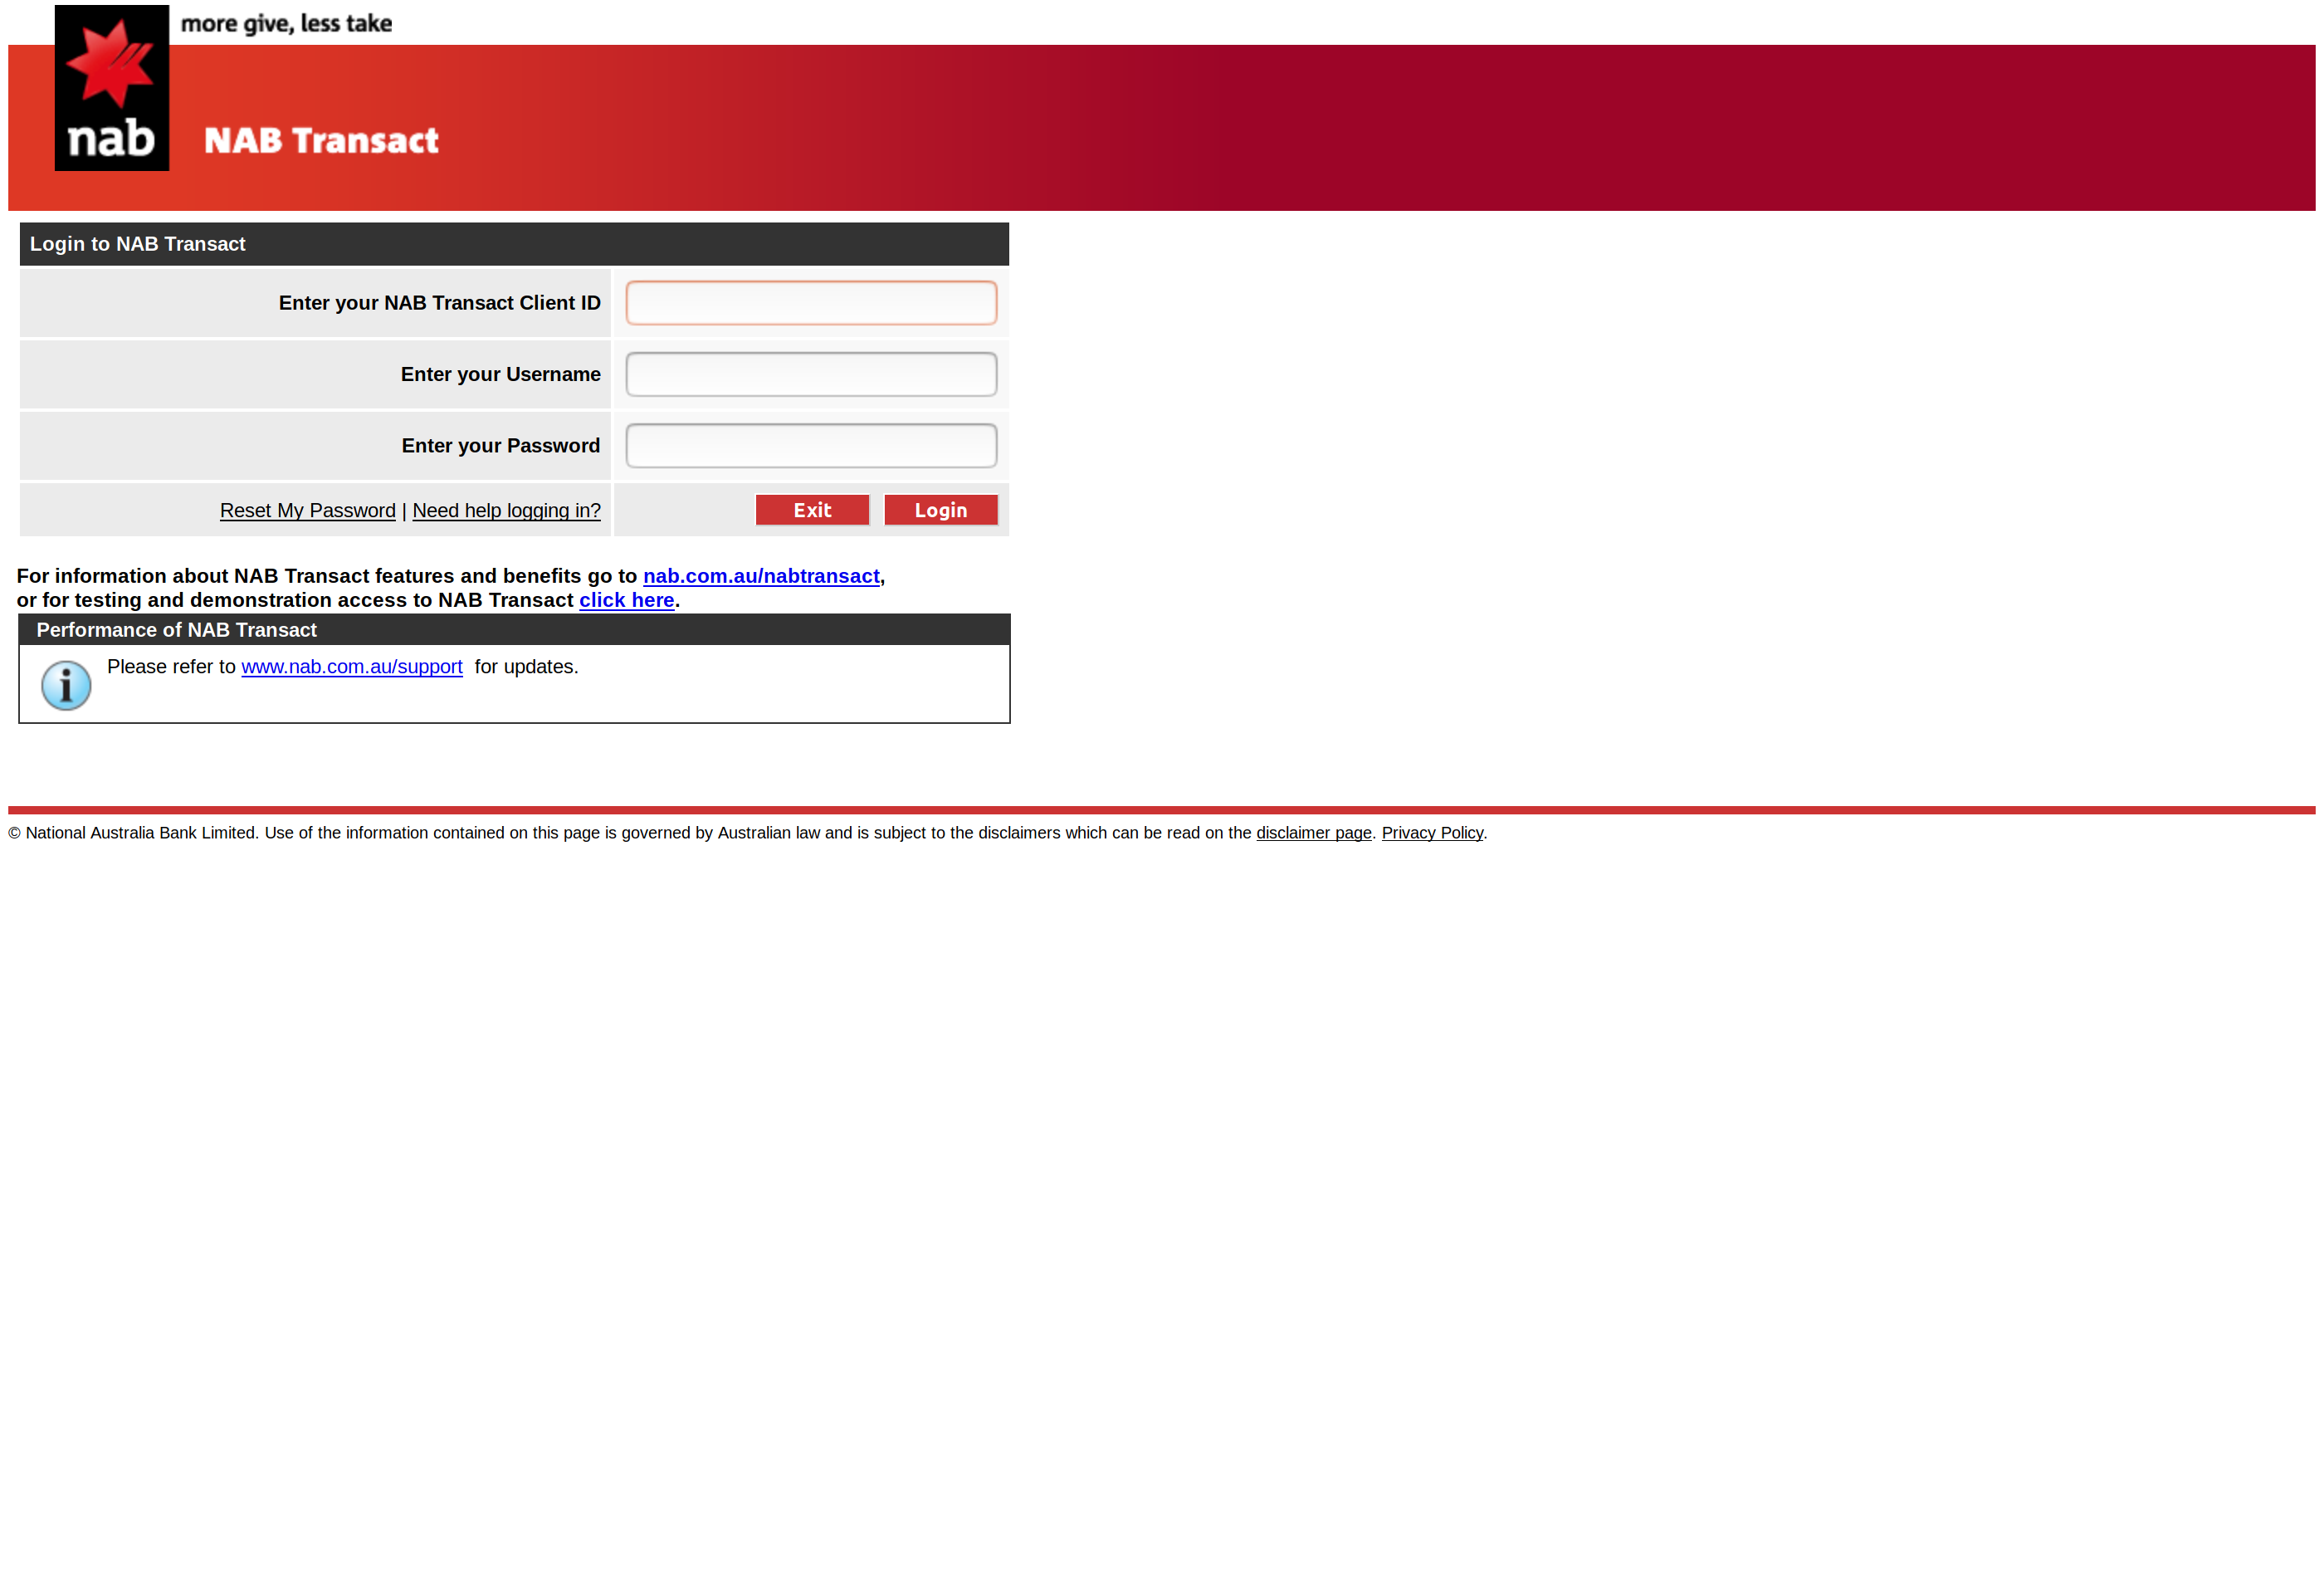 more give, less take
nab
NAB Transact
Login to NAB Transact
Enter your NAB Transact Client ID
Enter your Username
Enter your Password
Reset My Password | Need help logging in?
Exit
Login
For information about NAB Transact features and benefits go to nab.com.au/nabtransact,
or for testing and demonstration access to NAB Transact click here.
Performance of NAB Transact
Please refer to www.nab.com.au/support for updates.
© National Australia Bank Limited. Use of the information contained on this page is governed by Australian law and is subject to the disclaimers which can be read on the disclaimer page. Privacy Policy.